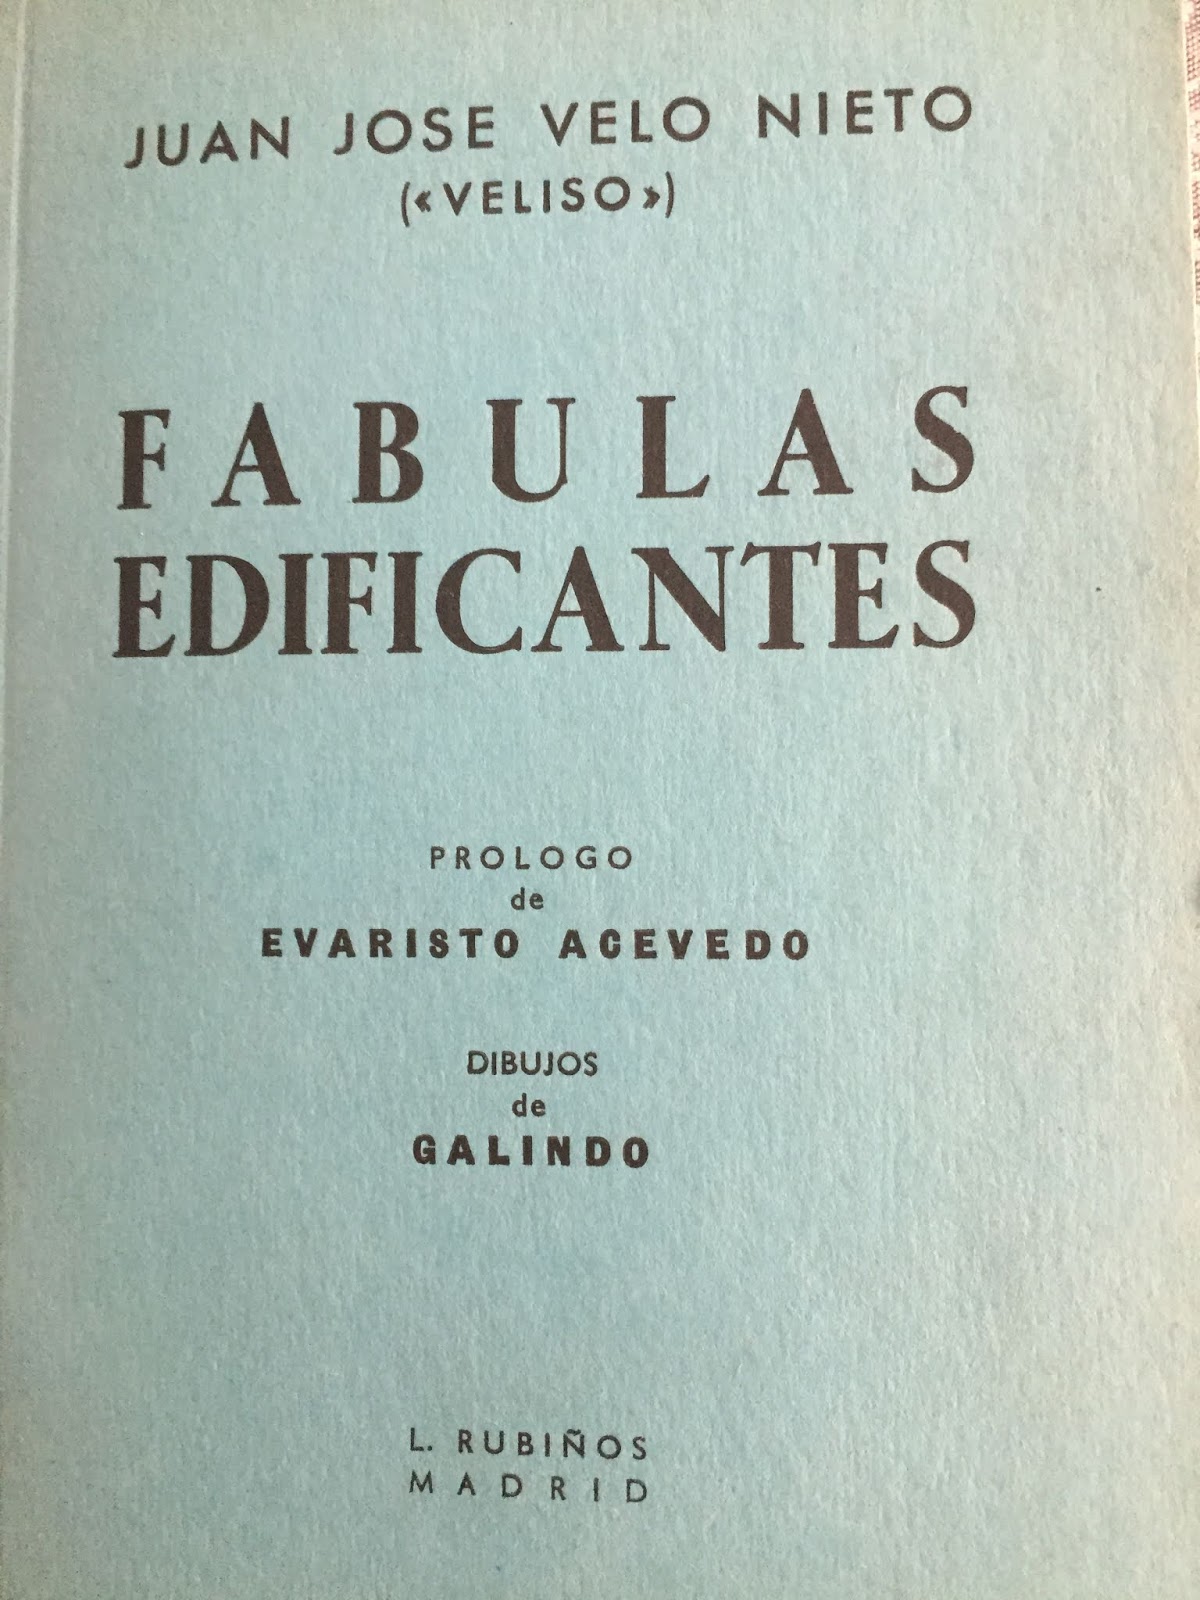 JUAN JOSE VELO NIETO
(«VELISO»)
FABULAS
EDIFICANTES
PROLOGO
de
EVARISTO ACEVEDO
DIBUJOS
de
GALINDO
L. RUBIÑOS
MADRID